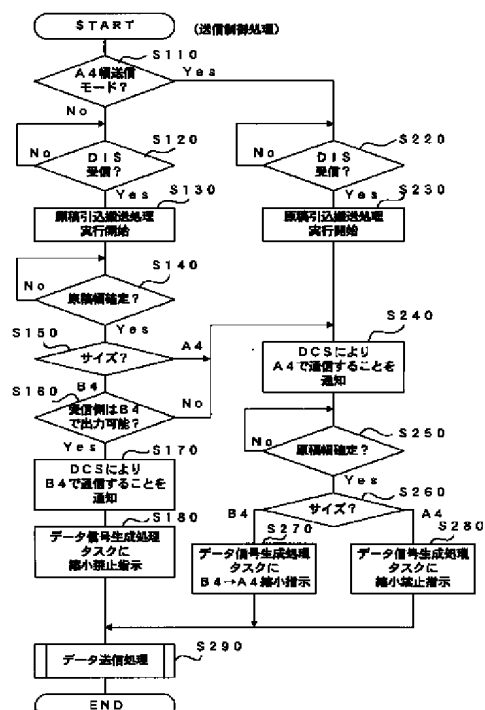 START
(送信制御処理)
S110
A4幅送信
モード?
Yes
No
S120
DIS
受信?
No
Yes
S130
原稿引込搬送処理
実行開始
S140
原稿幅確定?
No
Yes
S150
サイズ?
A4
B4
S160
受信側はB4
で出力可能?
No
Yes
S170
DCSにより
B4で通信することを
通知
S180
データ信号生成処理
タスクに
縮小禁止指示
S220
DIS
受信?
No
Yes
S230
原稿引込搬送処理
実行開始
S240
DCSにより
A4で通信することを
通知
S250
原稿幅確定?
No
Yes
S260
サイズ?
B4
A4
S270
データ信号生成処理
タスクに
B4→A4縮小指示
S280
データ信号生成処理
タスクに
縮小禁止指示
S290
データ送信処理
END